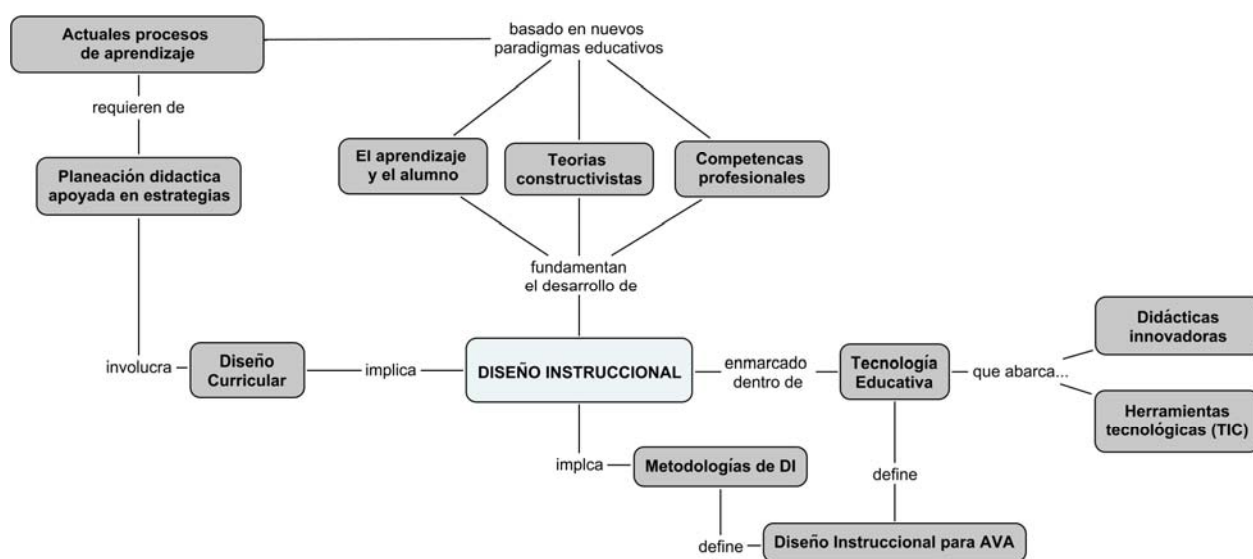 Actuales procesos
de aprendizaje
basado en nuevos
paradigmas educativos
requieren de
El aprendizaje
y el alumno
Teorias
constructivistas
Competencas
profesionales
Planeación didactica
apoyada en estrategias
fundamentan
el desarrollo de
involucra
Diseño
Curricular
implica
DISEÑO INSTRUCCIONAL
enmarcado
dentro de
Tecnología
Educativa
que abarca...
Didácticas
innovadoras
Herramientas
tecnológicas (TIC)
implca
Metodologías de DI
define
define
Diseño Instruccional para AVA